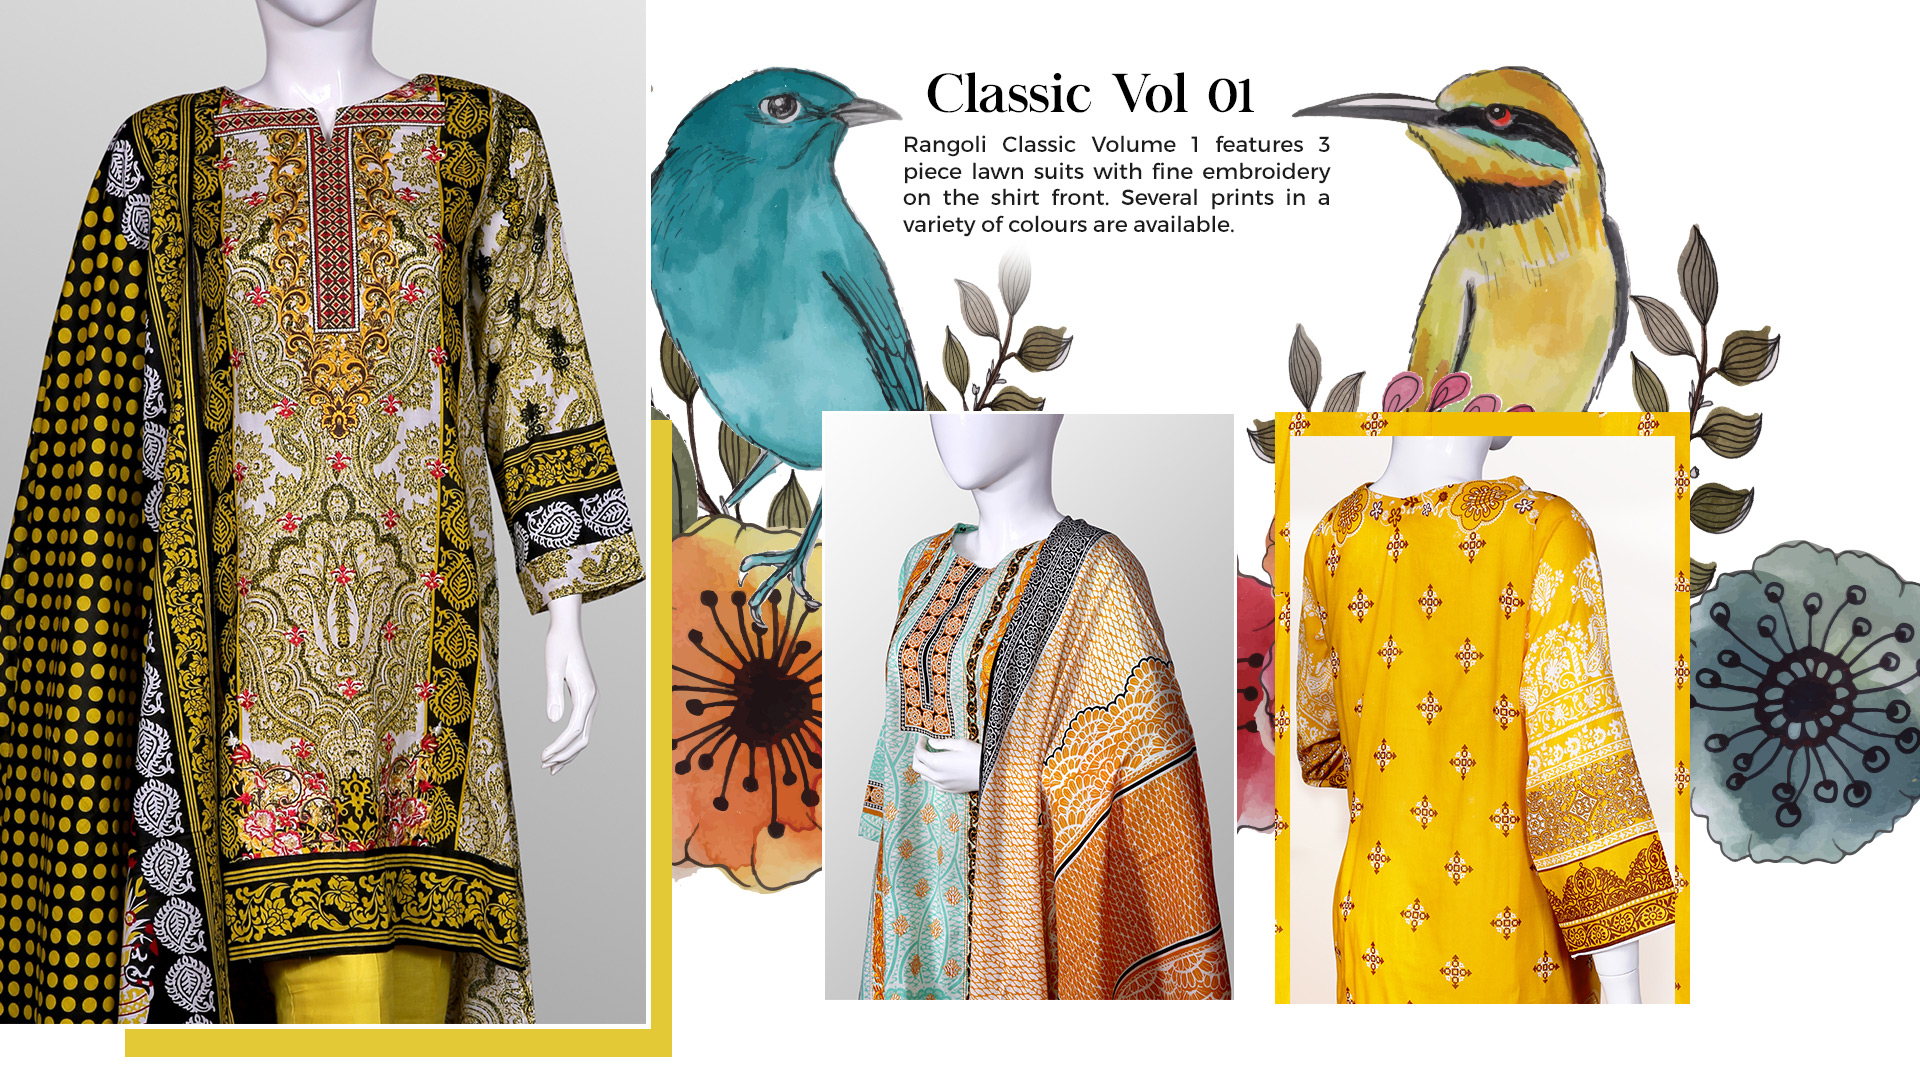 Classic Vol 01
Rangoli Classic Volume 1 features 3
piece lawn suits with fine embroidery
on the shirt front. Several prints in a
variety of colours are available.